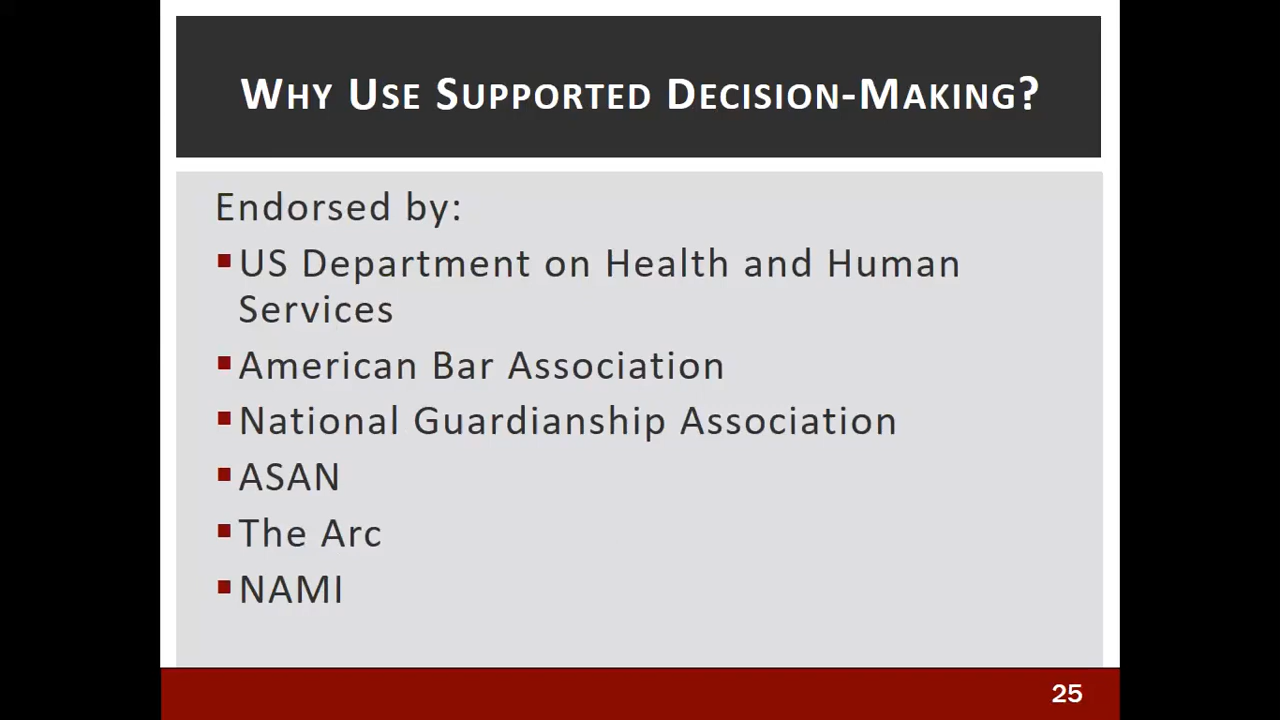 WHY USE SUPPORTED DECISION-MAKING?
Endorsed by:
▪US Department on Health and Human
Services
▪American Bar Association
▪National Guardianship Association
▪ASAN
▪The Arc
▪NAMI
25